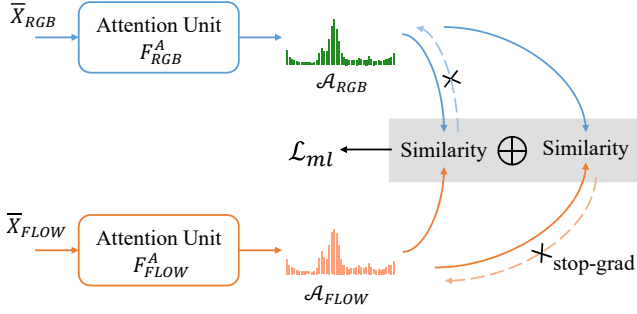 X̅_RGB
Attention Unit
F^A_RGB
𝒜_RGB
ℒ_ml
Similarity ⊕ Similarity
X̅_FLOW
Attention Unit
F^A_FLOW
𝒜_FLOW
stop-grad